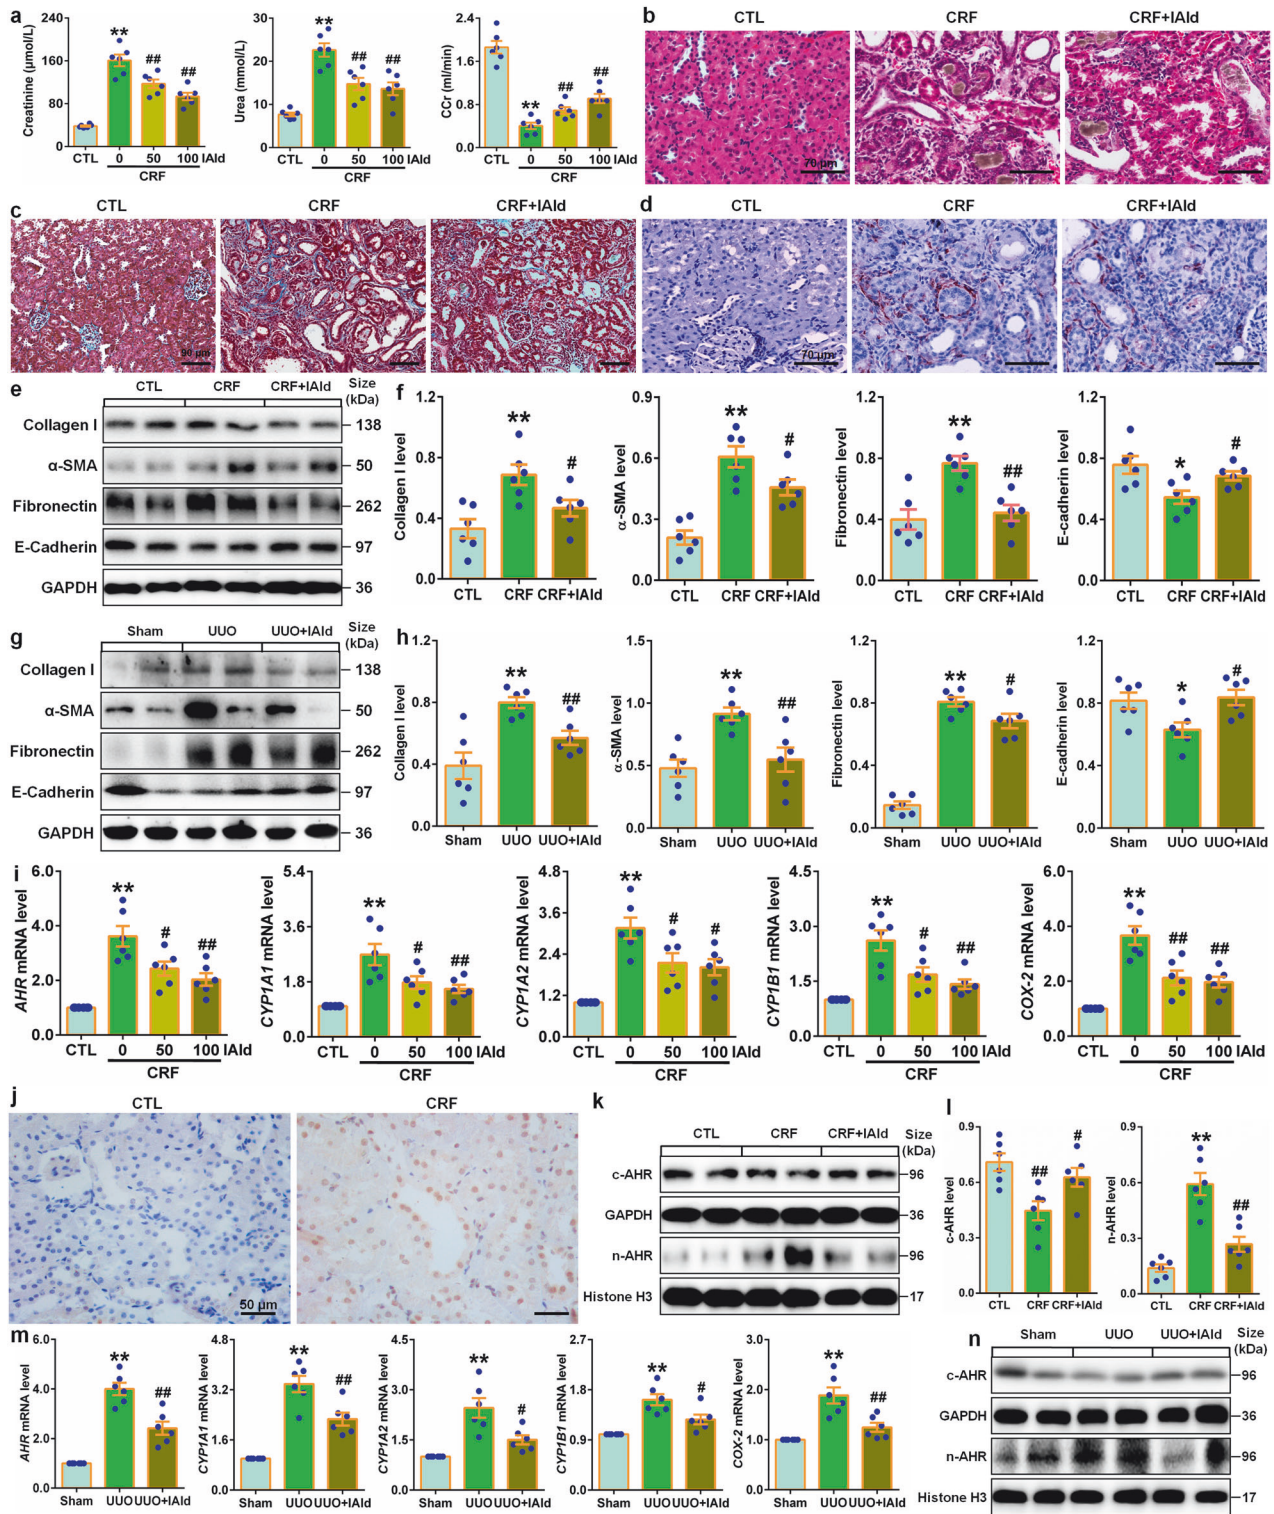 a
Creatinine (μmol/L)
240
160
80
0
**
##
##
CTL
0
50
100
IAld
CRF
Urea (mmol/L)
30
20
10
0
**
##
##
CTL
0
50
100
IAld
CRF
CCr (ml/min)
2.4
1.6
0.8
0.0
**
##
##
CTL
0
50
100
IAld
CRF
b
CTL
CRF
CRF+IAld
70 μm
c
CTL
CRF
CRF+IAld
50 μm
d
CTL
CRF
CRF+IAld
70 μm
e
CTL
CRF
CRF+IAld
Size
(kDa)
Collagen I
138
α-SMA
50
Fibronectin
262
E-Cadherin
97
GAPDH
36
f
Collagen I level
1.2
0.8
0.4
0.0
**
#
CTL
CRF
CRF+IAld
α-SMA level
0.9
0.6
0.3
0.0
**
#
CTL
CRF
CRF+IAld
Fibronectin level
1.2
0.8
0.4
0.0
**
##
CTL
CRF
CRF+IAld
E-cadherin level
1.2
0.8
0.4
0.0
*
#
CTL
CRF
CRF+IAld
g
Sham
UUO
UUO+IAld
Size
(kDa)
Collagen I
138
α-SMA
50
Fibronectin
262
E-Cadherin
97
GAPDH
36
h
Collagen I level
1.2
0.8
0.4
0.0
**
##
Sham
UUO
UUO+IAld
α-SMA level
1.5
1.0
0.5
0.0
**
##
Sham
UUO
UUO+IAld
Fibronectin level
1.2
0.8
0.4
0.0
**
#
Sham
UUO
UUO+IAld
E-cadherin level
1.2
0.8
0.4
0.0
*
#
Sham
UUO
UUO+IAld
i
AHR mRNA level
6.0
4.0
2.0
0.0
**
#
##
CTL
0
50
100
IAld
CRF
CYP1A1 mRNA level
5.4
3.6
1.8
0.0
**
#
##
CTL
0
50
100
IAld
CRF
CYP1A2 mRNA level
4.8
3.6
2.4
1.2
0.0
**
#
#
CTL
0
50
100
IAld
CRF
CYP1B1 mRNA level
4.5
3.0
1.5
0.0
**
#
##
CTL
0
50
100
IAld
CRF
COX-2 mRNA level
6.0
4.0
2.0
0.0
**
##
##
CTL
0
50
100
IAld
CRF
j
CTL
CRF
50 μm
k
CTL
CRF
CRF+IAld
Size
(kDa)
c-AHR
96
GAPDH
36
n-AHR
96
Histone H3
17
l
c-AHR level
0.9
0.6
0.3
0.0
##
#
CTL
CRF
CRF+IAld
n-AHR level
0.9
0.6
0.3
0.0
**
##
CTL
CRF
CRF+IAld
m
AHR mRNA level
6.0
4.0
2.0
0.0
**
##
Sham
UUO
UUO+IAld
CYP1A1 mRNA level
4.8
3.2
1.6
0.0
**
##
Sham
UUO
UUO+IAld
CYP1A2 mRNA level
4.5
3.0
1.5
0.0
**
#
Sham
UUO
UUO+IAld
CYP1B1 mRNA level
2.7
1.8
0.9
0.0
**
#
Sham
UUO
UUO+IAld
COX-2 mRNA level
3.0
2.0
1.0
0.0
**
##
Sham
UUO
UUO+IAld
n
Sham
UUO
UUO+IAld
Size
(kDa)
c-AHR
96
GAPDH
36
n-AHR
96
Histone H3
17